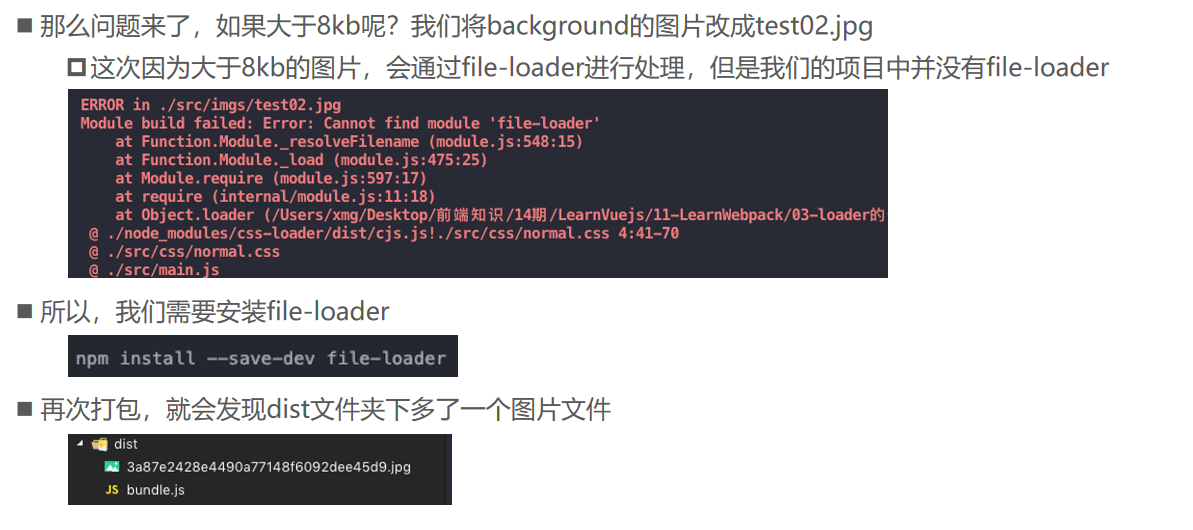 那么问题来了，如果大于8kb呢？我们将background的图片改成test02.jpg
这次因为大于8kb的图片，会通过file-loader进行处理，但是我们的项目中并没有file-loader
ERROR in ./src/imgs/test02.jpg
Module build failed: Error: Cannot find module 'file-loader'
at Function.Module._resolveFilename (module.js:548:15)
at Function.Module._load (module.js:475:25)
at Module.require (module.js:597:17)
at require (internal/module.js:11:18)
at Object.loader (/Users/xmg/Desktop/前端知识/14期/LearnVuejs/11-LearnWebpack/03-loader的
@ ./node_modules/css-loader/dist/cjs.js!./src/css/normal.css 4:41-70
@ ./src/css/normal.css
@ ./src/main.js
所以，我们需要安装file-loader
npm install --save-dev file-loader
再次打包，就会发现dist文件夹下多了一个图片文件
dist
3a87e2428e4490a77148f6092dee45d9.jpg
JS bundle.js